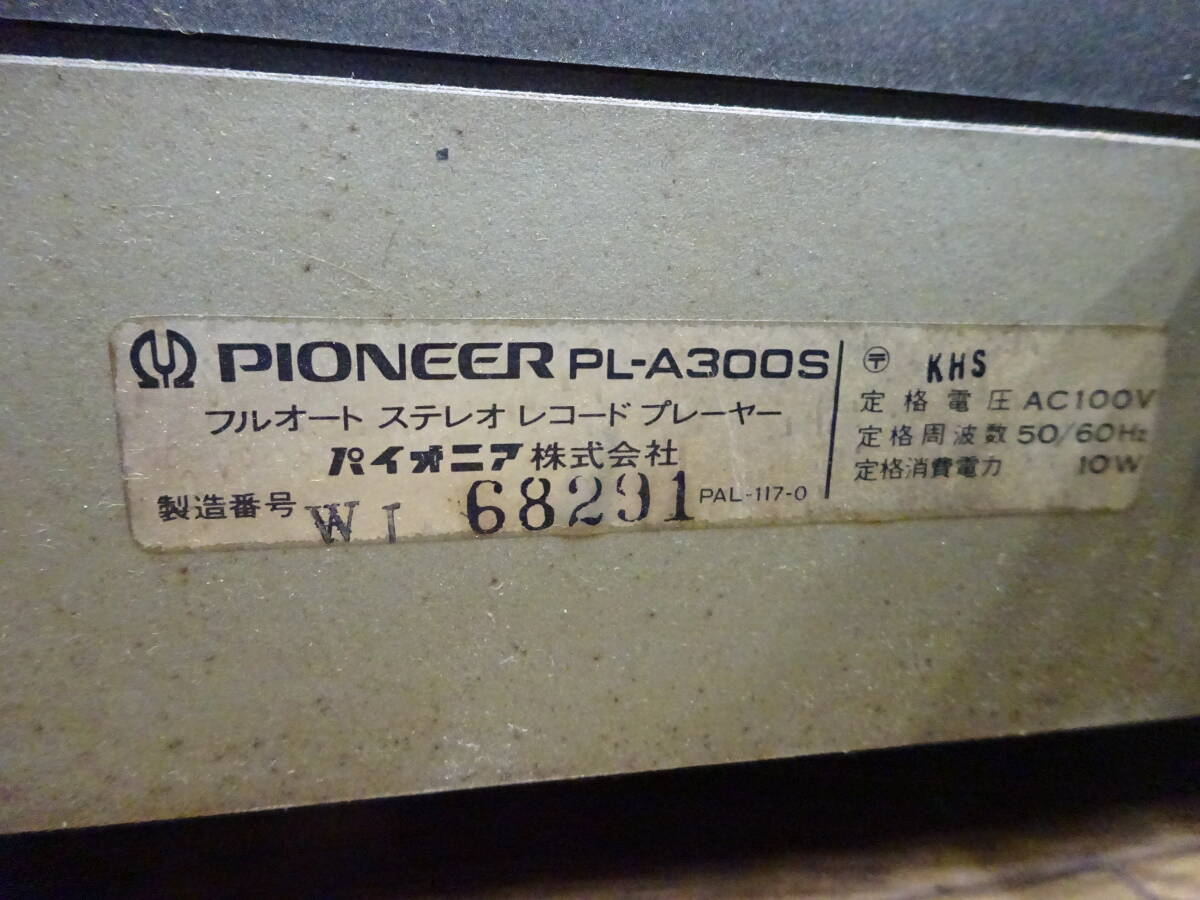 PIONEER PL-A300S
フルオート ステレオ レコード プレーヤー
パイオニア株式会社
製造番号 WI 68291 PAL-117-0
〶 KHS
定格電圧 AC100V
定格周波数 50/60Hz
定格消費電力 10W